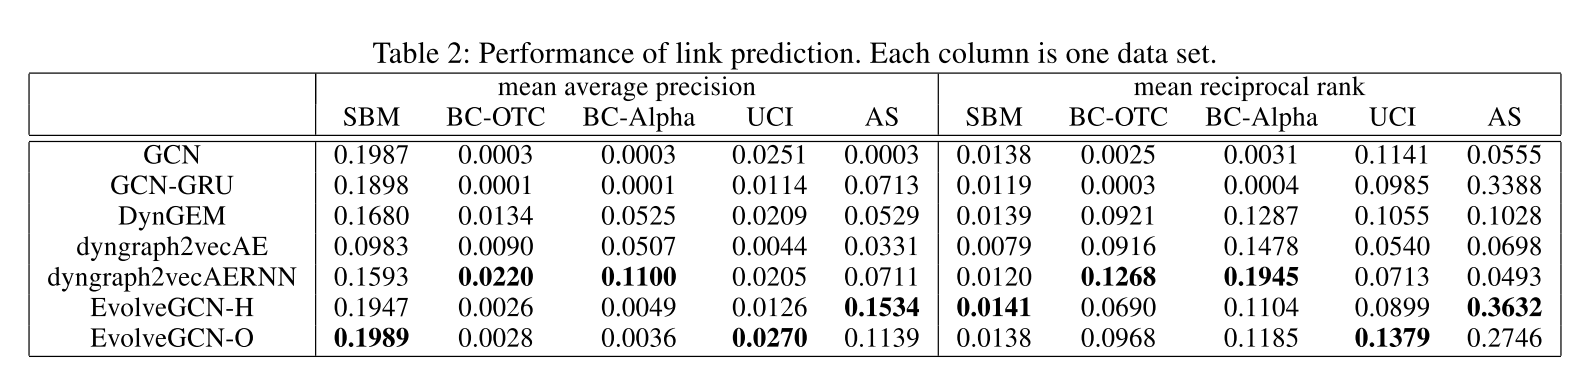 Table 2: Performance of link prediction. Each column is one data set.
mean average precision mean reciprocal rank
SBM BC-OTC BC-Alpha UCI AS SBM BC-OTC BC-Alpha UCI AS
GCN 0.1987 0.0003 0.0003 0.0251 0.0003 0.0138 0.0025 0.0031 0.1141 0.0555
GCN-GRU 0.1898 0.0001 0.0001 0.0114 0.0713 0.0119 0.0003 0.0004 0.0985 0.3388
DynGEM 0.1680 0.0134 0.0525 0.0209 0.0529 0.0139 0.0921 0.1287 0.1055 0.1028
dyngraph2vecAE 0.0983 0.0090 0.0507 0.0044 0.0331 0.0079 0.0916 0.1478 0.0540 0.0698
dyngraph2vecAERNN 0.1593 0.0220 0.1100 0.0205 0.0711 0.0120 0.1268 0.1945 0.0713 0.0493
EvolveGCN-H 0.1947 0.0026 0.0049 0.0126 0.1534 0.0141 0.0690 0.1104 0.0899 0.3632
EvolveGCN-O 0.1989 0.0028 0.0036 0.0270 0.1139 0.0138 0.0968 0.1185 0.1379 0.2746